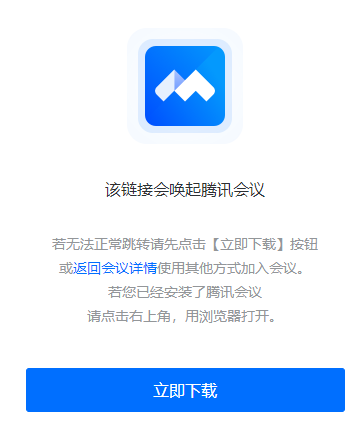 该链接会唤起腾讯会议
若无法正常跳转请先点击【立即下载】按钮
或返回会议详情使用其他方式加入会议。
若您已经安装了腾讯会议
请点击右上角，用浏览器打开。
立即下载